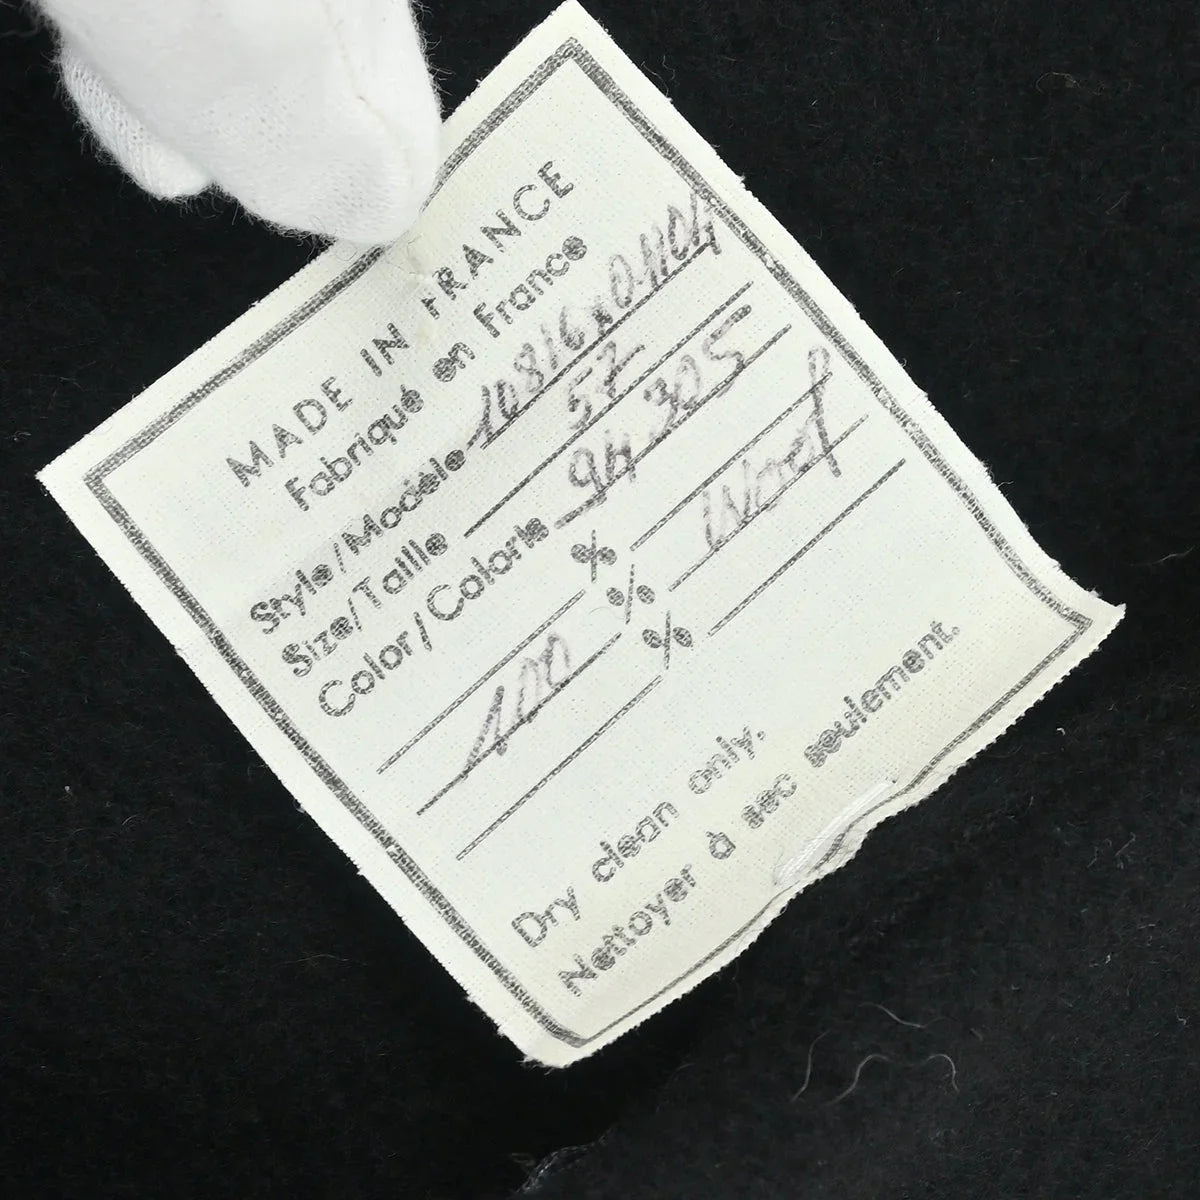 MADE IN FRANCE
Fabriqué en France
Style/Modèle 10816x01104
Size/Taille 52
Color/Coloris 94305
%
100 % Wool
%
Dry clean only.
Nettoyer à sec seulement.